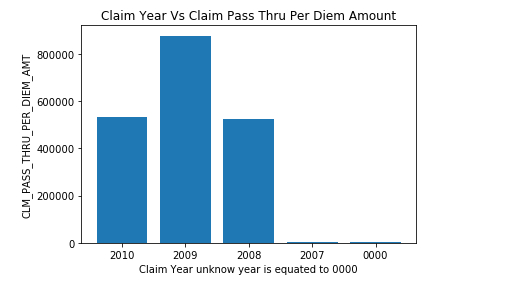 Claim Year Vs Claim Pass Thru Per Diem Amount
CLM_PASS_THRU_PER_DIEM_AMT
800000
600000
400000
200000
0
2010 2009 2008 2007 0000
Claim Year unknow year is equated to 0000